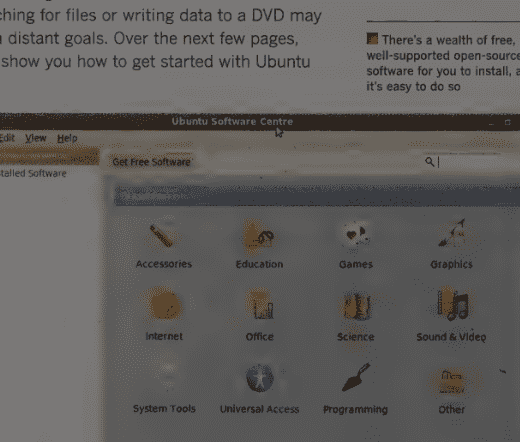 ching for files or writing data to a DVD may
distant goals. Over the next few pages,
show you how to get started with Ubuntu
There's a wealth of free,
well-supported open-source
software for you to install, a
it's easy to do so
Ubuntu Software Centre
Edit View Help
Get Free Software
talled Software
Accessories Education Games Graphics
Internet Office Science Sound & Video
System Tools Universal Access Programming Other